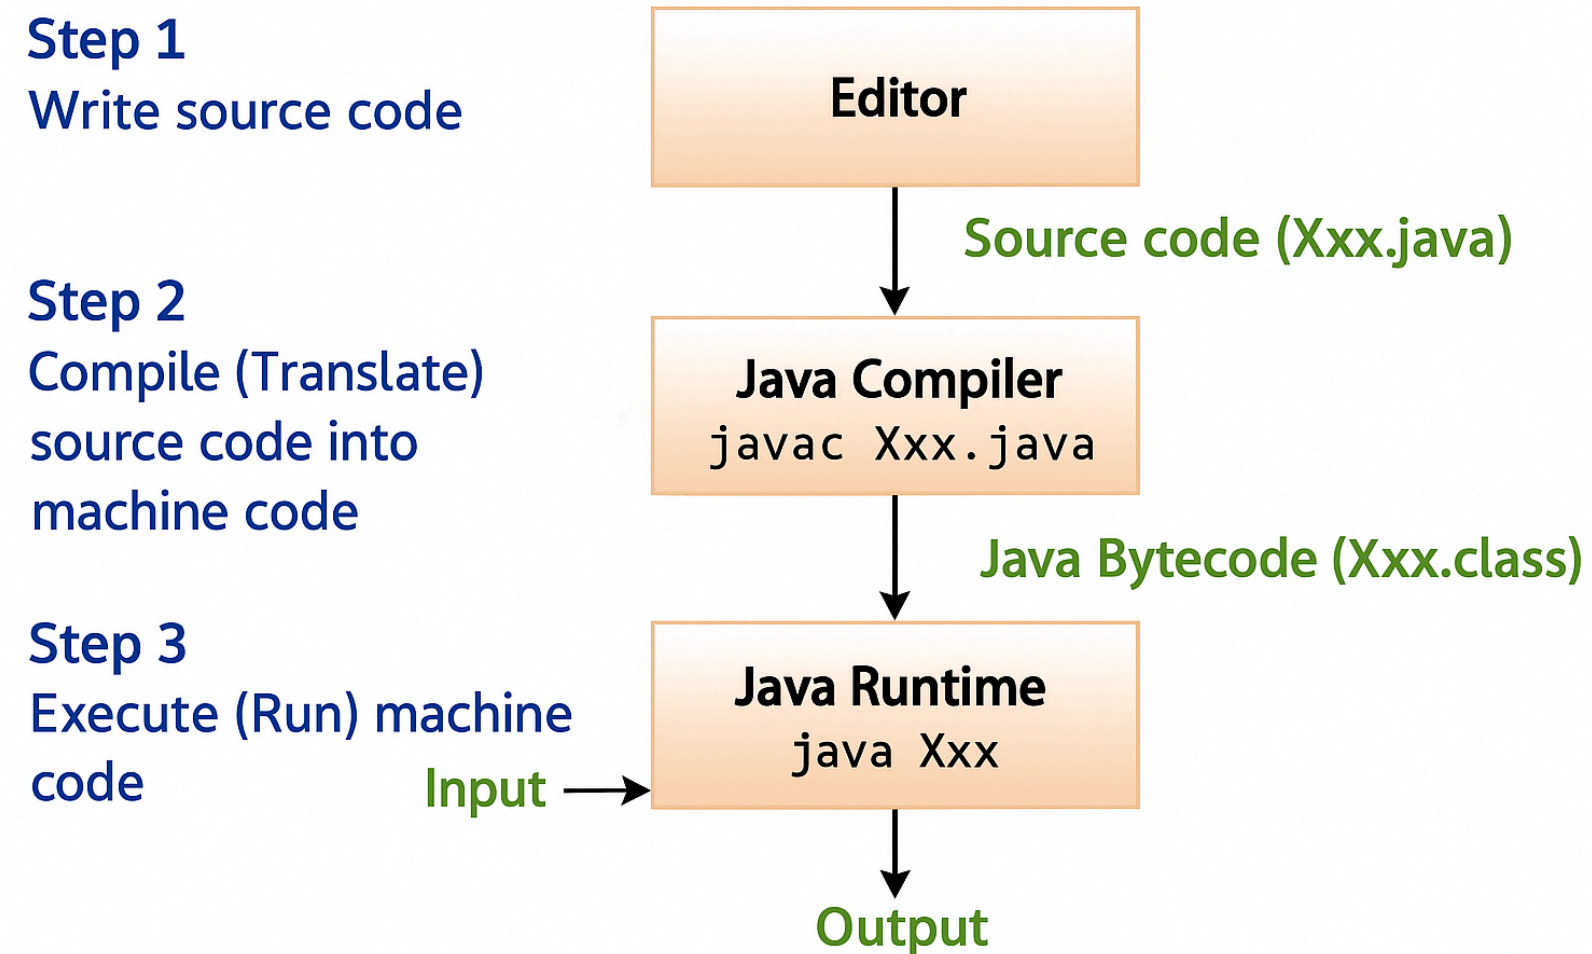 Step 1
Write source code
Editor
Source code (Xxx.java)
Step 2
Compile (Translate)
source code into
machine code
Java Compiler
javac Xxx.java
Java Bytecode (Xxx.class)
Step 3
Execute (Run) machine
code
Java Runtime
java Xxx
Input
Output